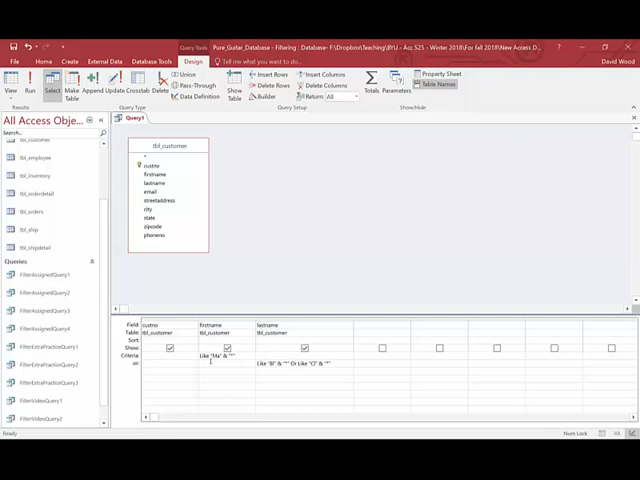 Query Tools
Pure_Guitar_Database - Filtering : Database- F:\Dropbox\Teaching\BYU - Acc 525 - Winter 2018\For fall 2018\New Access D...
David Wood
File Home Create External Data Database Tools Design Tell me what you want to do...
View
Run
Select
Make Table
Append
Update
Crosstab
Delete
Union
Pass-Through
Data Definition
Show Table
Insert Rows
Delete Rows
Builder
Insert Columns
Delete Columns
Return: All
Totals
Parameters
Property Sheet
Table Names
Results
Query Type
Query Setup
Show/Hide
All Access Obje...
Search...
tbl_customer
tbl_employee
tbl_inventory
tbl_orderdetail
tbl_orders
tbl_ship
tbl_shipdetail
Queries
FilterAssignedQuery1
FilterAssignedQuery2
FilterAssignedQuery3
FilterAssignedQuery4
FilterExtraPracticeQuery1
FilterExtraPracticeQuery2
FilterExtraPracticeQuery3
FilterVideoQuery1
FilterVideoQuery2
Query1
tbl_customer
*
custno
firstname
lastname
email
streetaddress
city
state
zipcode
phoneno
Field: custno firstname lastname
Table: tbl_customer tbl_customer tbl_customer
Sort:
Show:
Criteria: Like "Ma" & "*"
or: Like "Bl" & "*" Or Like "Cl" & "*"
Ready
Num Lock